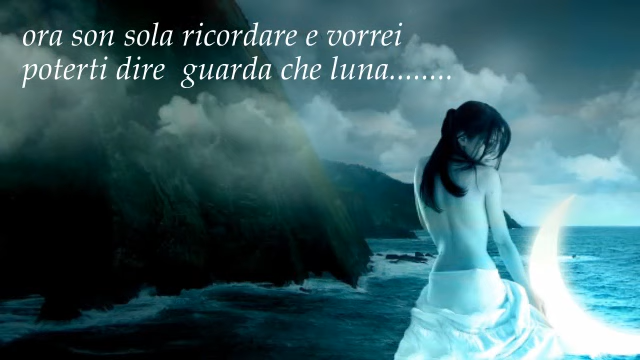 ora son sola ricordare e vorrei
poterti dire guarda che luna........